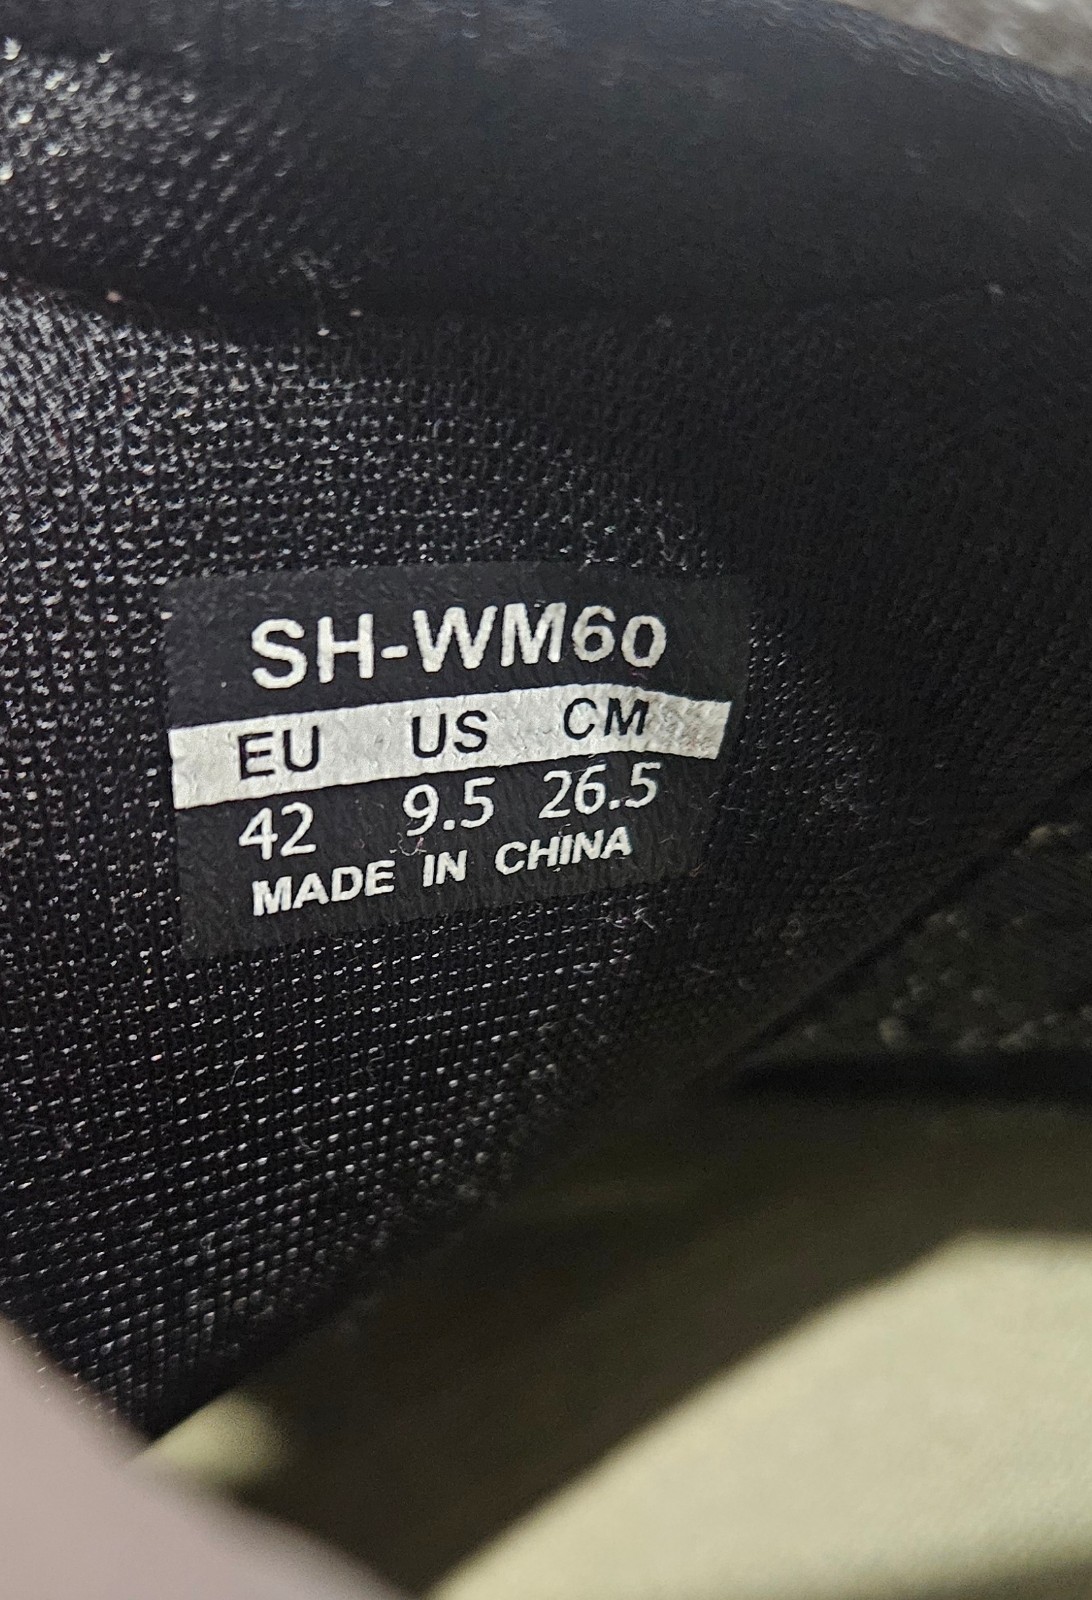 SH-WM60
EU US CM
42 9.5 26.5
MADE IN CHINA